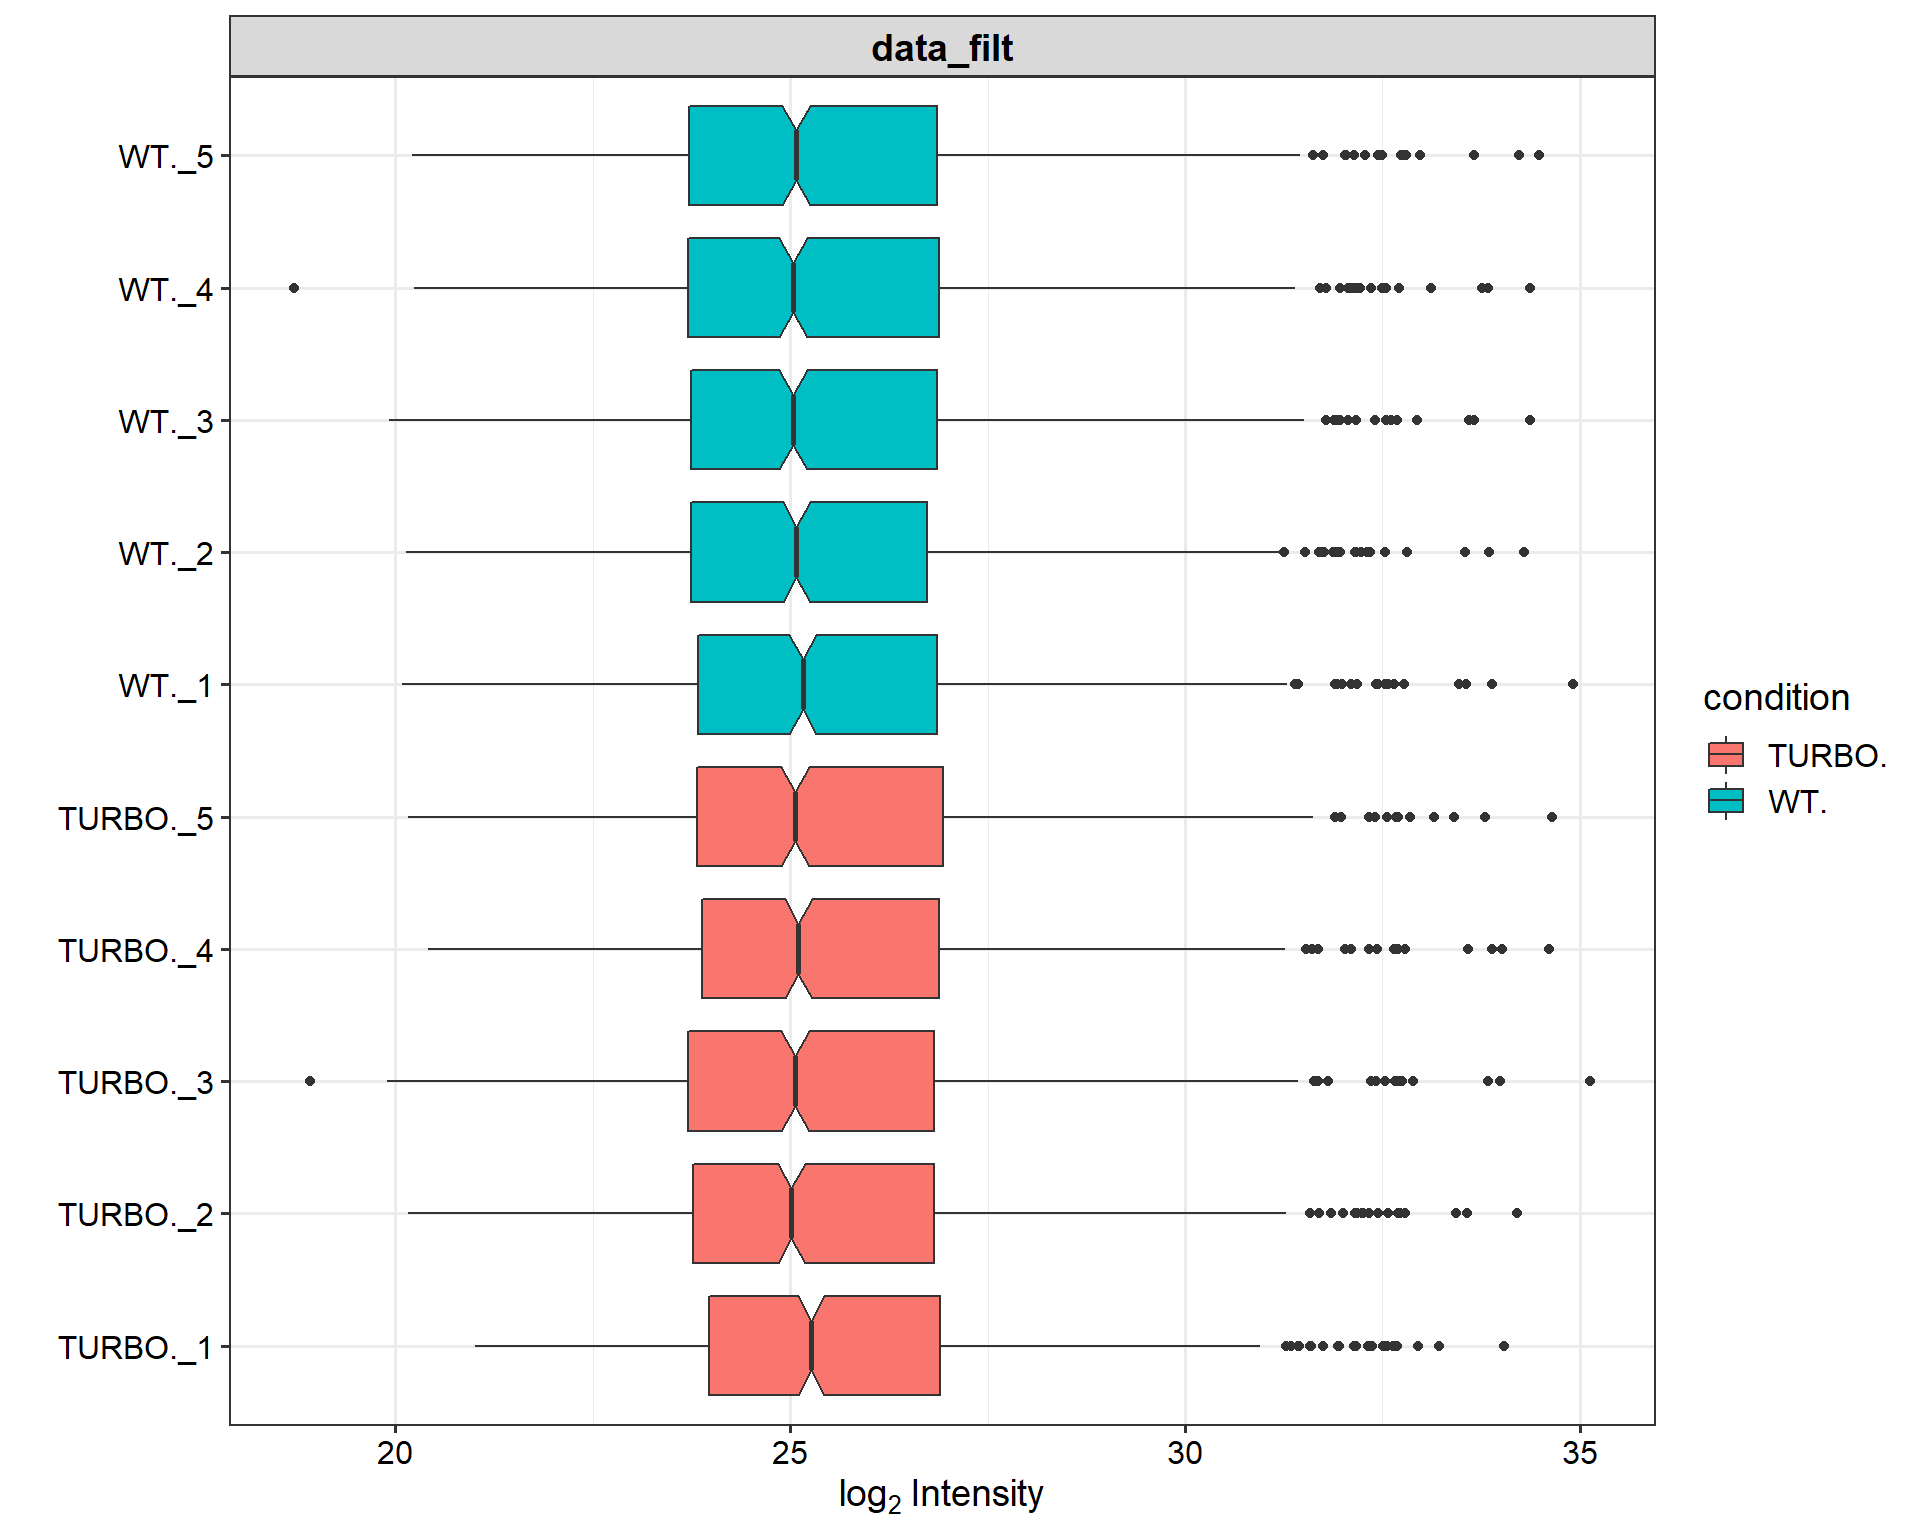 data_filt
WT._5
WT._4
WT._3
WT._2
WT._1
TURBO._5
TURBO._4
TURBO._3
TURBO._2
TURBO._1
20 25 30 35
log₂ Intensity
condition
TURBO.
WT.